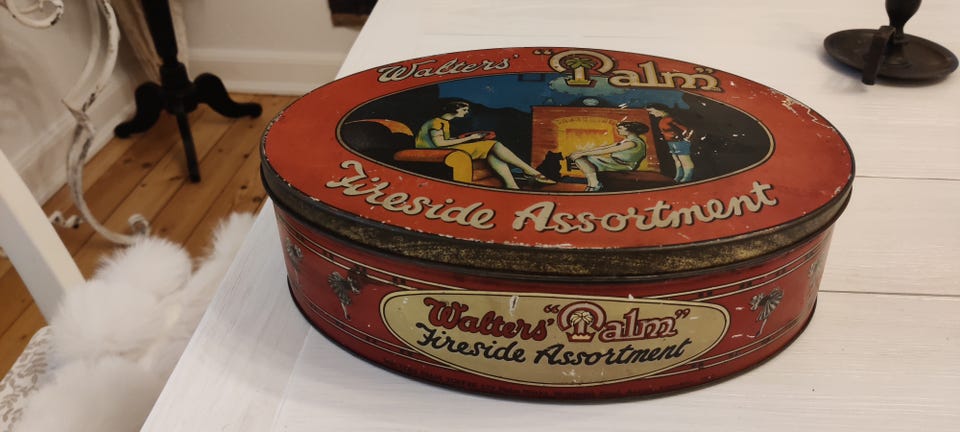 Walters' "Palm"
Fireside Assortment
Walters' "Palm"
Fireside Assortment